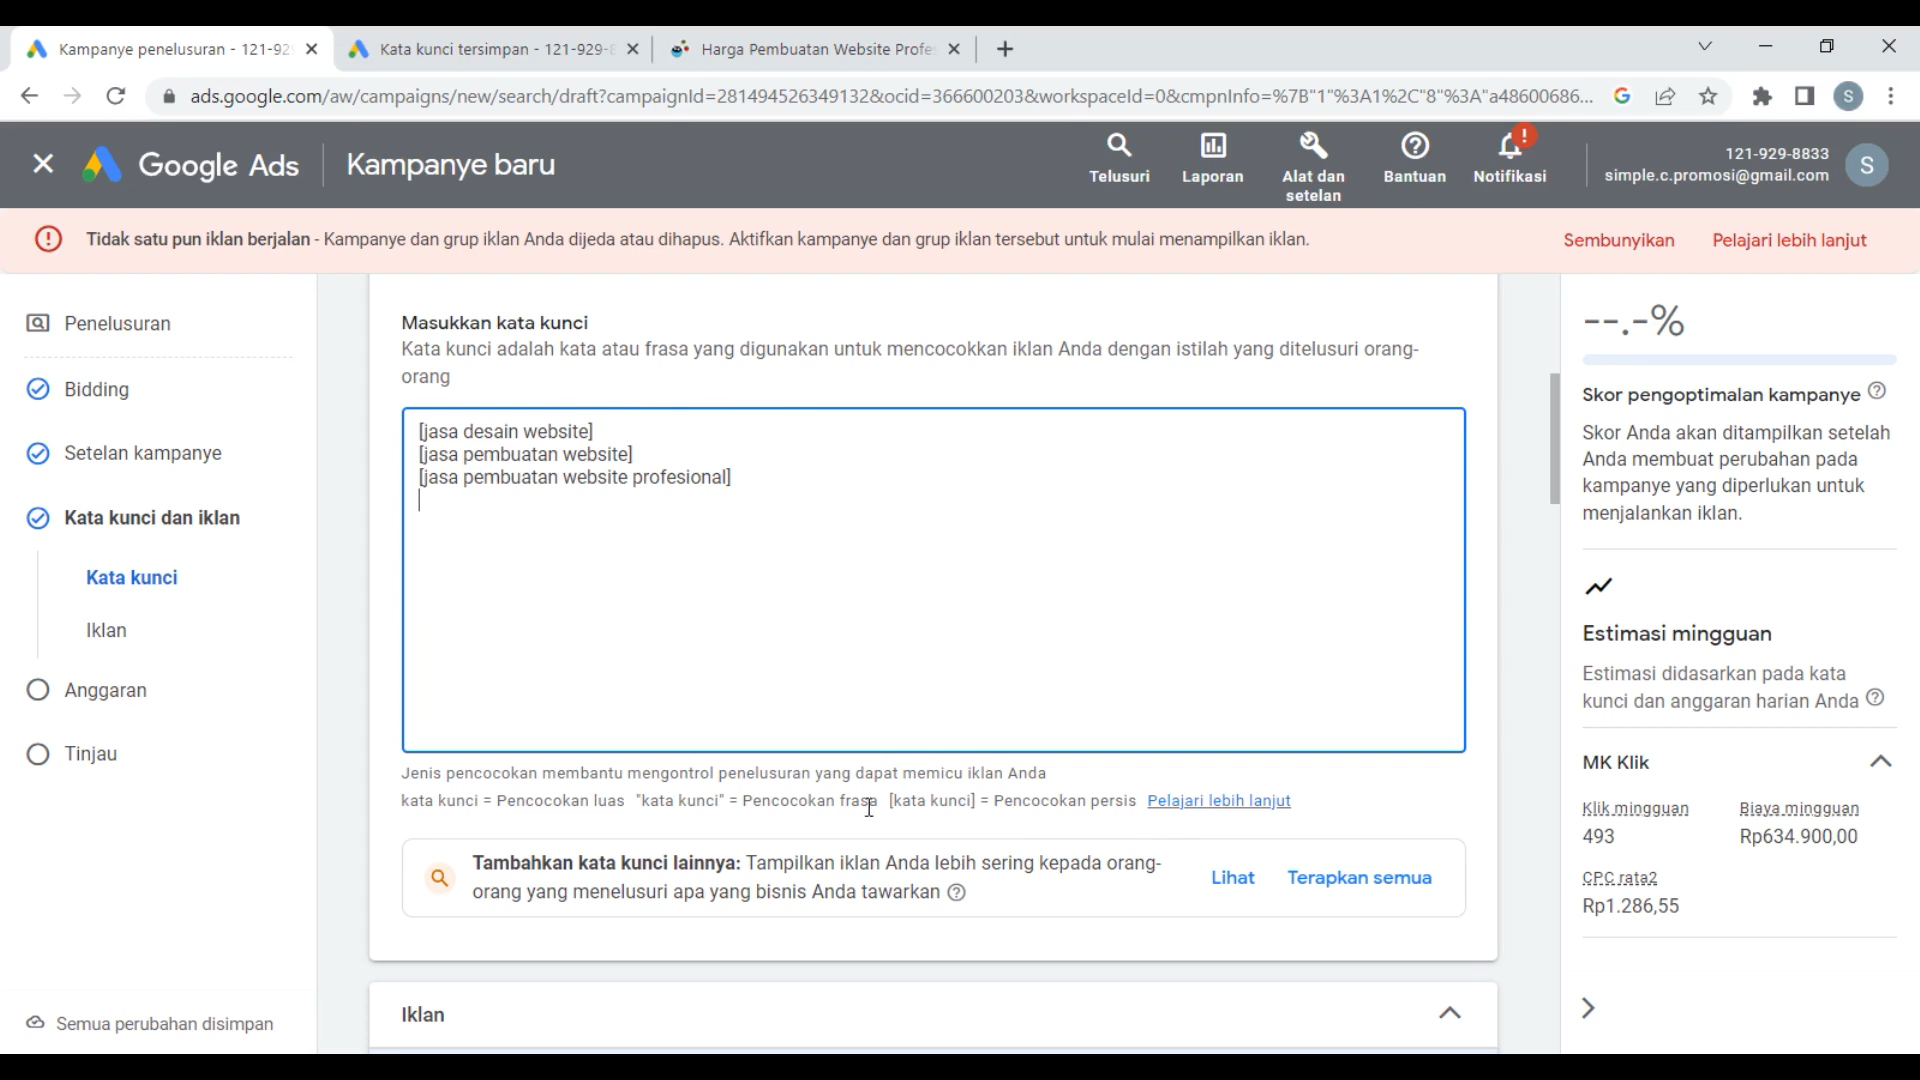 Kampanye penelusuran - 121-92
Kata kunci tersimpan - 121-929-8
Harga Pembuatan Website Profe
ads.google.com/aw/campaigns/new/search/draft?campaignId=281494526349132&ocid=366600203&workspaceId=0&cmpnInfo=%7B"1"%3A1%2C"8"%3A"a48600686...
S
Google Ads
Kampanye baru
Telusuri
Laporan
Alat dan setelan
Bantuan
Notifikasi
121-929-8833
simple.c.promosi@gmail.com
S
Tidak satu pun iklan berjalan - Kampanye dan grup iklan Anda dijeda atau dihapus. Aktifkan kampanye dan grup iklan tersebut untuk mulai menampilkan iklan.
Sembunyikan
Pelajari lebih lanjut
Penelusuran
Bidding
Setelan kampanye
Kata kunci dan iklan
Kata kunci
Iklan
Anggaran
Tinjau
Semua perubahan disimpan
Masukkan kata kunci
Kata kunci adalah kata atau frasa yang digunakan untuk mencocokkan iklan Anda dengan istilah yang ditelusuri orang-
orang
[jasa desain website]
[jasa pembuatan website]
[jasa pembuatan website profesional]
Jenis pencocokan membantu mengontrol penelusuran yang dapat memicu iklan Anda
kata kunci = Pencocokan luas "kata kunci" = Pencocokan frasa [kata kunci] = Pencocokan persis Pelajari lebih lanjut
Tambahkan kata kunci lainnya: Tampilkan iklan Anda lebih sering kepada orang-
orang yang menelusuri apa yang bisnis Anda tawarkan
Lihat
Terapkan semua
Iklan
--.-%
Skor pengoptimalan kampanye
Skor Anda akan ditampilkan setelah
Anda membuat perubahan pada
kampanye yang diperlukan untuk
menjalankan iklan.
Estimasi mingguan
Estimasi didasarkan pada kata
kunci dan anggaran harian Anda
MK Klik
Klik mingguan
Biaya mingguan
493
Rp634.900,00
CPC rata2
Rp1.286,55